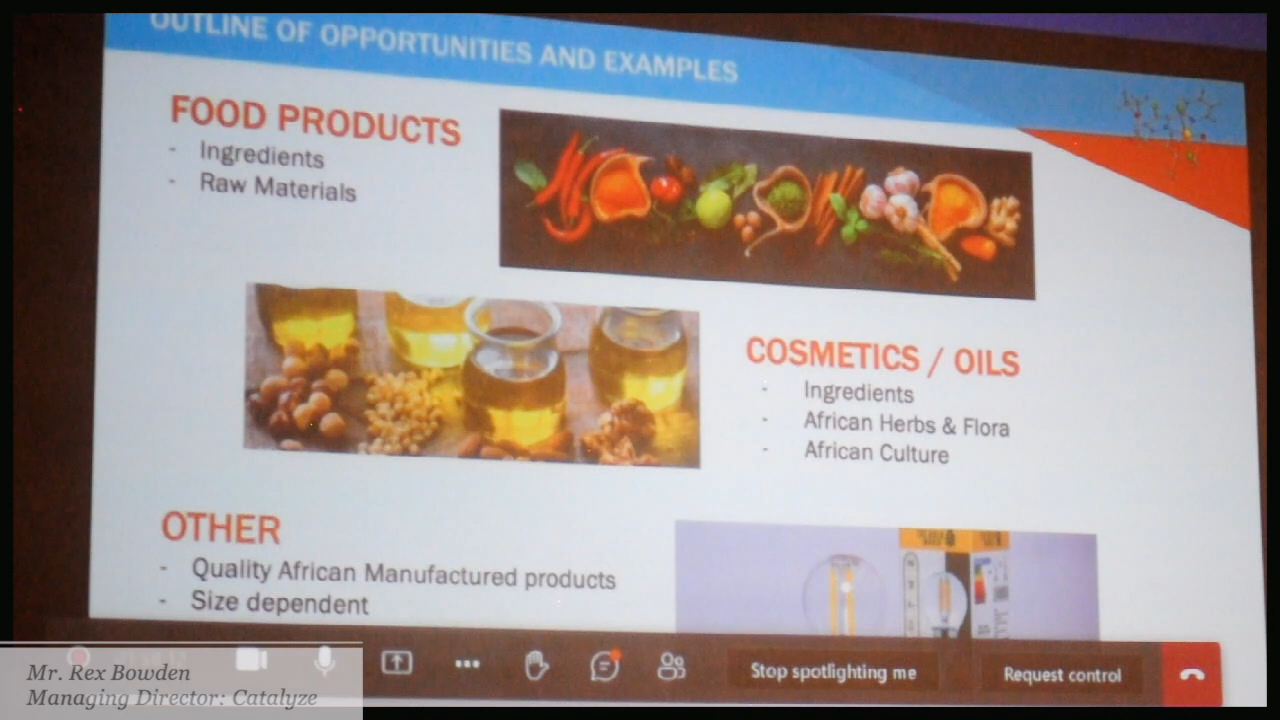 OUTLINE OF OPPORTUNITIES AND EXAMPLES
FOOD PRODUCTS
- Ingredients
- Raw Materials
COSMETICS / OILS
- Ingredients
- African Herbs & Flora
- African Culture
OTHER
- Quality African Manufactured products
- Size dependent
Stop spotlighting me
Request control
Mr. Rex Bowden
Managing Director: Catalyze